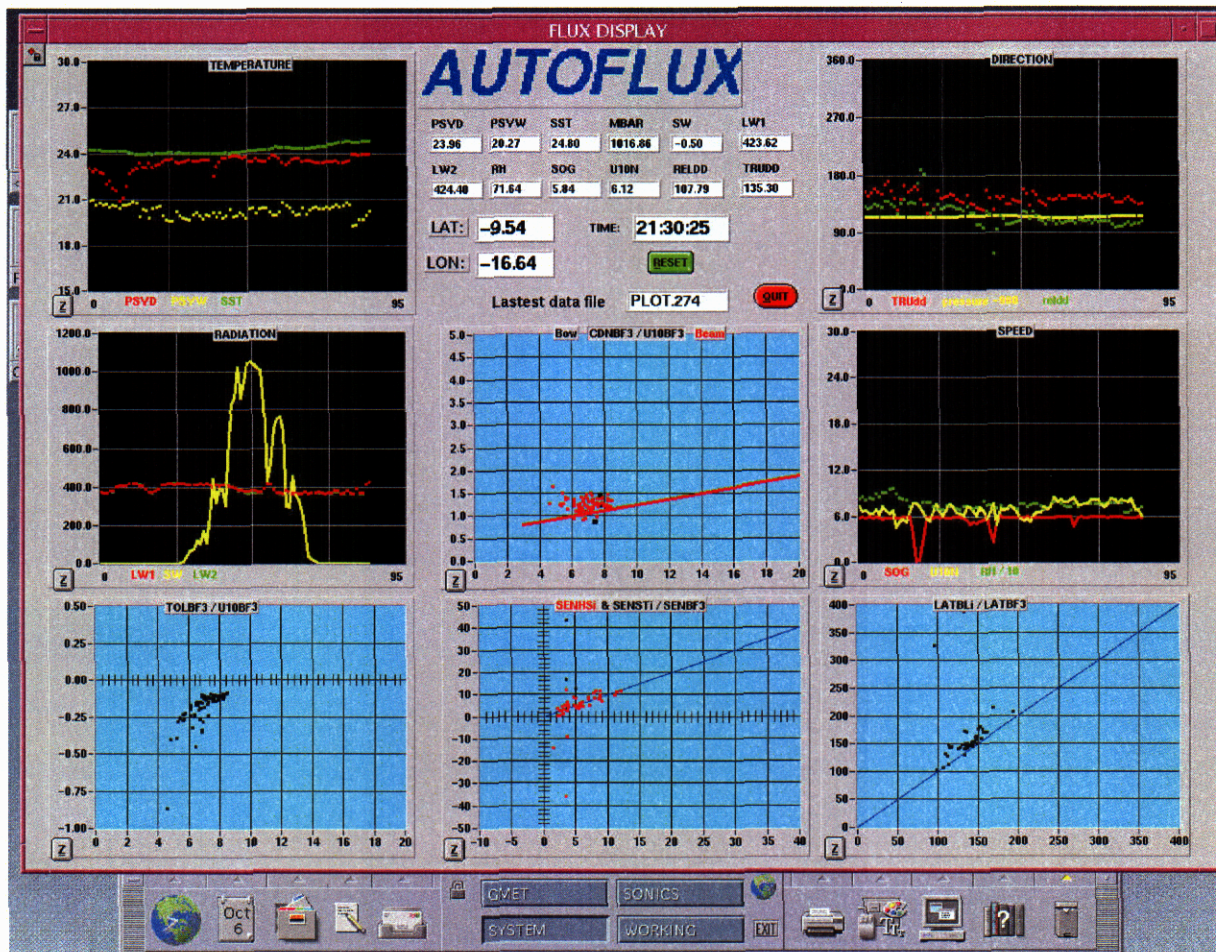 FLUX DISPLAY
TEMPERATURE
30.0
27.0
24.0
21.0
18.0
15.0
Z
0
95
PSVD PSVW SST
AUTOFLUX
PSVD PSVW SST MBAR SW LW1
23.96 20.27 24.80 1016.86 -0.50 423.62
LW2 RH SOG U10N RELDD TRUDD
424.40 71.64 5.84 6.12 107.79 135.30
LAT: -9.54 TIME: 21:30:25
LON: -16.64 RESET
Lastest data file PLOT.274 QUIT
DIRECTION
360.0
270.0
180.0
90.0
0.0
Z
0
95
TRUdd pressure reldd
RADIATION
1200.0
1000.0
800.0
600.0
400.0
200.0
0.0
Z
0
95
LW1 SW LW2
Bow CDNBF3 / U10BF3 Beam
5.0
4.5
4.0
3.5
3.0
2.5
2.0
1.5
1.0
0.5
0.0
Z
0 2 4 6 8 10 12 14 16 18 20
SPEED
30.0
24.0
18.0
12.0
6.0
0.0
Z
0
95
SOG U10N RH / 10
TOLBF3 / U10BF3
0.50
0.25
0.00
-0.25
-0.50
-0.75
-1.00
Z
0 2 4 6 8 10 12 14 16 18 20
SENHSi & SENSTi / SENBF3
50
40
30
20
10
0
-10
-20
-30
-40
-50
Z
-10 -5 0 5 10 15 20 25 30 35 40
LATBLi / LATBF3
400
350
300
250
200
150
100
50
0
Z
0 50 100 150 200 250 300 350 400
Oct
6
GMET SONICS
SYSTEM WORKING
EXIT